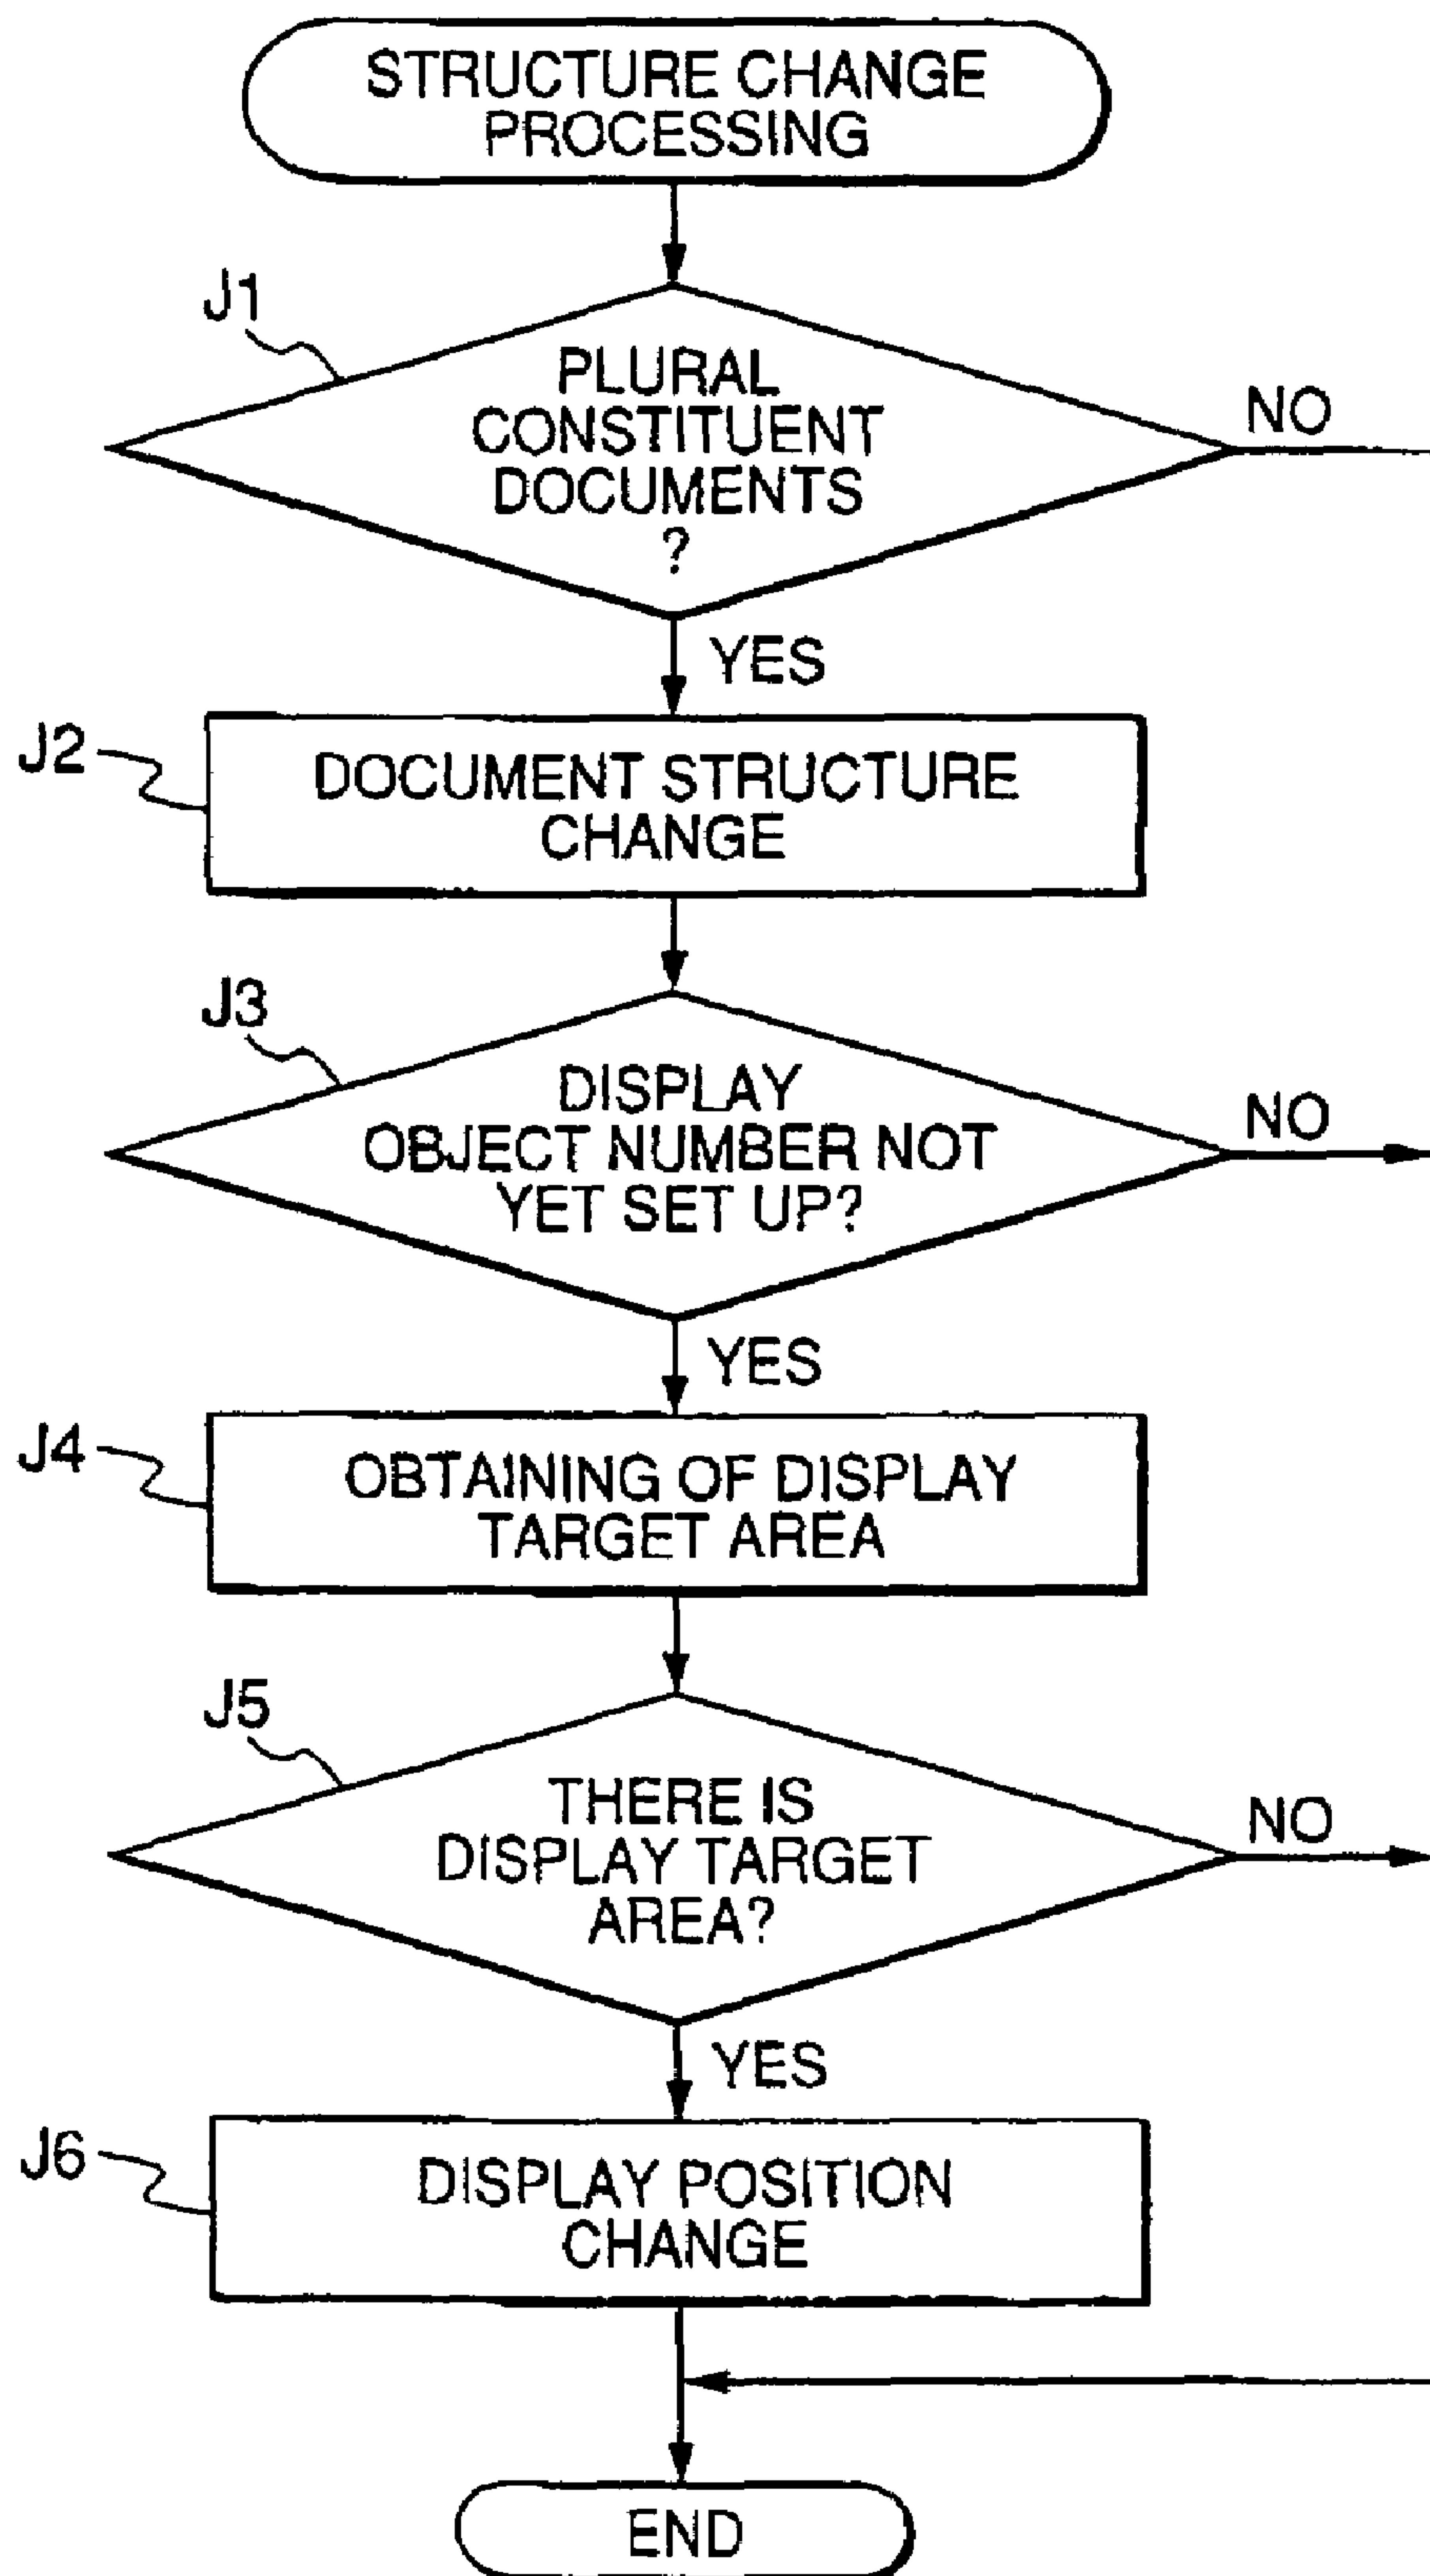 STRUCTURE CHANGE
PROCESSING
J1
PLURAL
CONSTITUENT
DOCUMENTS
?
NO
YES
J2
DOCUMENT STRUCTURE
CHANGE
J3
DISPLAY
OBJECT NUMBER NOT
YET SET UP?
NO
YES
J4
OBTAINING OF DISPLAY
TARGET AREA
J5
THERE IS
DISPLAY TARGET
AREA?
NO
YES
J6
DISPLAY POSITION
CHANGE
END